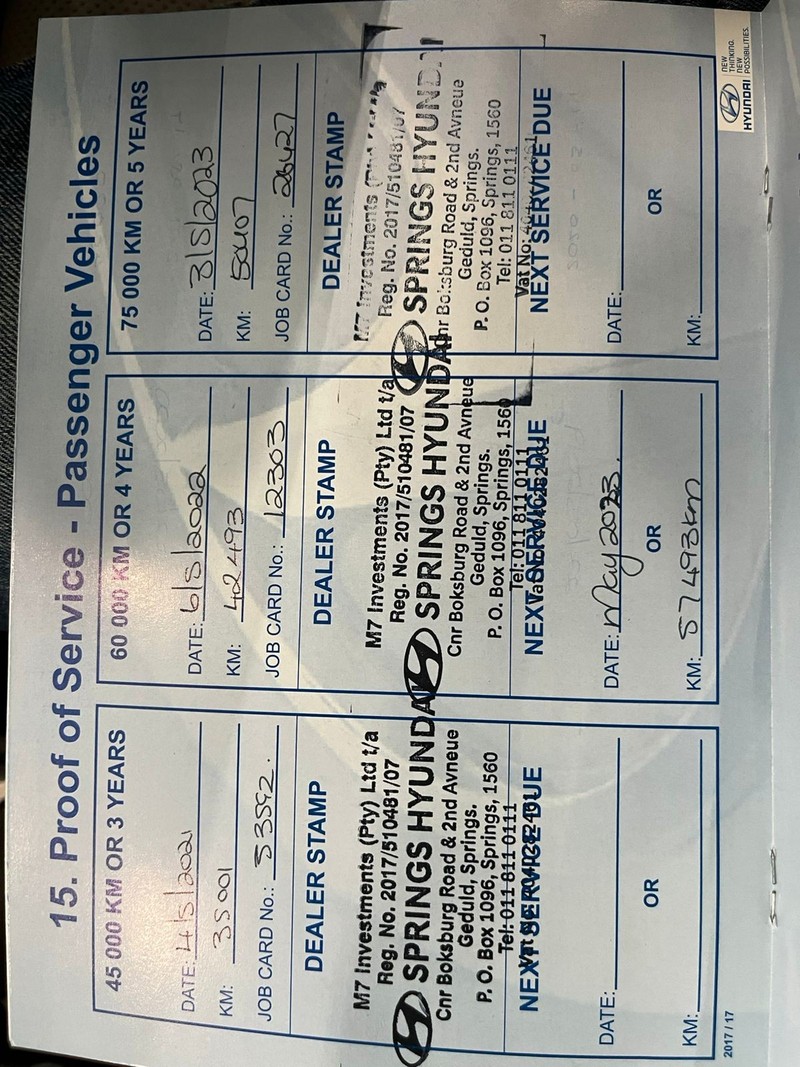 15. Proof of Service - Passenger Vehicles
45 000 KM OR 3 YEARS
DATE: 4/5/2021
KM: 35001
JOB CARD No.: 53592.
DEALER STAMP
M7 Investments (Pty) Ltd t/a
Reg. No. 2017/510481/07
SPRINGS HYUNDAI
Cnr Boksburg Road & 2nd Avneue
Geduld, Springs.
P. O. Box 1096, Springs, 1560
Tel: 011 811 0111
NEXT SERVICE DUE
DATE:
OR
KM:
60 000 KM OR 4 YEARS
DATE: 6/5/2022
KM: 42493
JOB CARD No.: 12303
DEALER STAMP
M7 Investments (Pty) Ltd t/a
Reg. No. 2017/510481/07
SPRINGS HYUNDAI
Cnr Boksburg Road & 2nd Avneue
Geduld, Springs.
P. O. Box 1096, Springs, 1560
Tel: 011 811 0111
NEXT SERVICE DUE
DATE: May 2023.
OR
KM: 57493km
75 000 KM OR 5 YEARS
DATE: 3/5/2023
KM: 50407
JOB CARD No.: 26427
DEALER STAMP
M7 Investments
Reg. No. 2017/510481/07
SPRINGS HYUNDAI
Cnr Boksburg Road & 2nd Avneue
Geduld, Springs.
P. O. Box 1096, Springs, 1560
Tel: 011 811 0111
Vat No:
NEXT SERVICE DUE
DATE:
OR
KM:
2017 / 17
HYUNDAI
NEW
THINKING.
NEW
POSSIBILITIES.